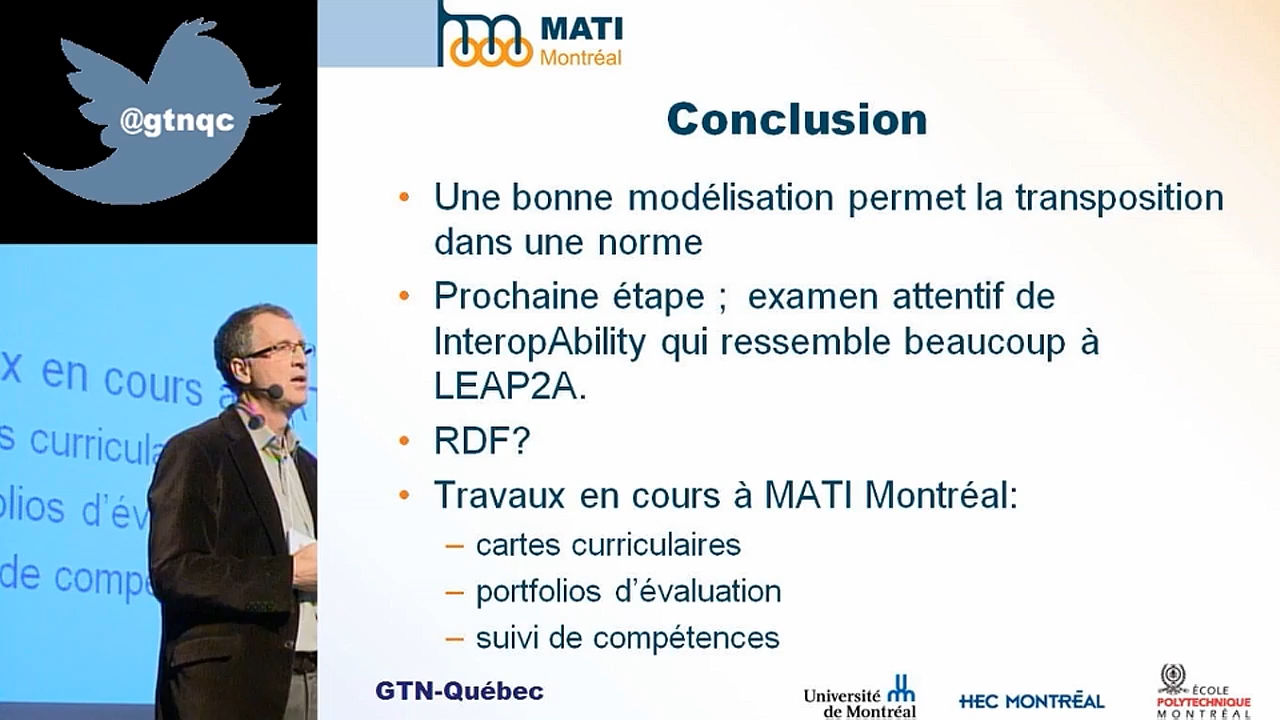 @gtnqc
MATI
Montréal
Conclusion
• Une bonne modélisation permet la transposition
dans une norme
• Prochaine étape ; examen attentif de
InteropAbility qui ressemble beaucoup à
LEAP2A.
• RDF?
• Travaux en cours à MATI Montréal:
– cartes curriculaires
– portfolios d’évaluation
– suivi de compétences
x en cours
s curricula
olios d’év
de comp
GTN-Québec
Université
de Montréal
HEC MONTRÉAL
ÉCOLE
POLYTECHNIQUE
MONTRÉAL